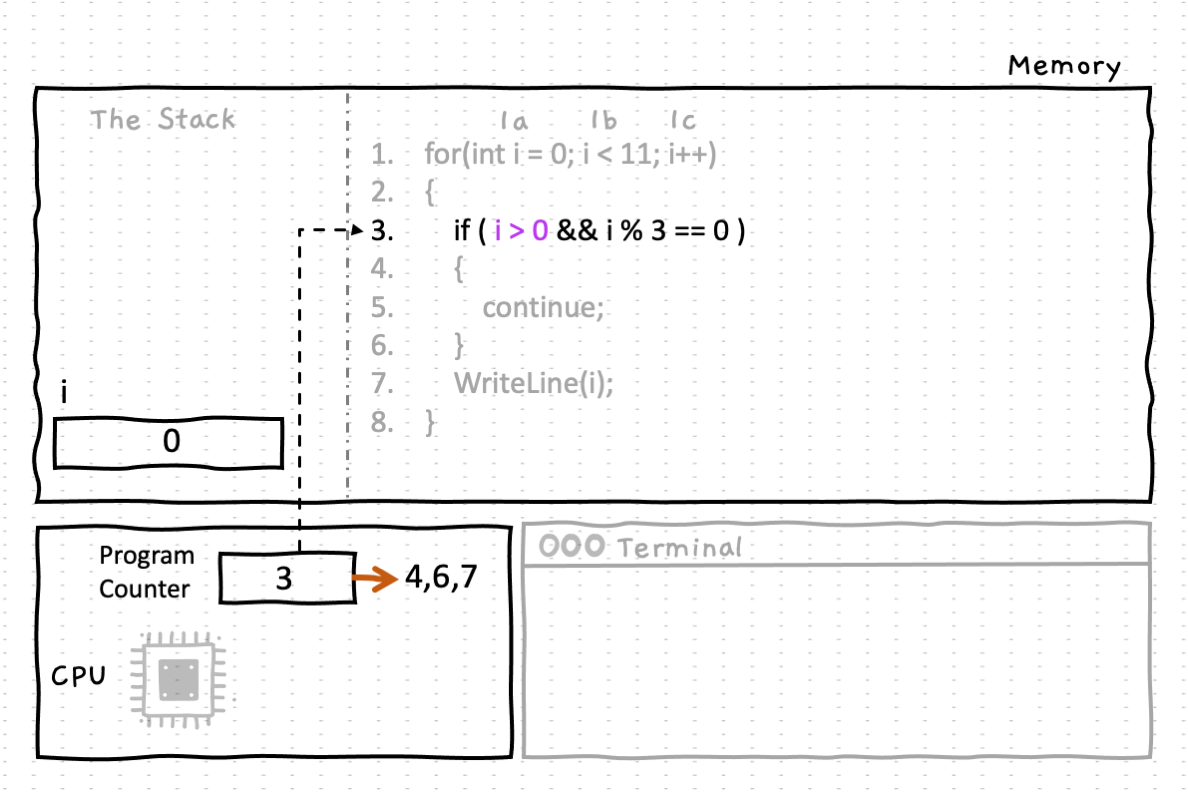 Memory
The Stack
1a 1b 1c
1. for(int i = 0; i < 11; i++)
2. {
3. if ( i > 0 && i % 3 == 0 )
4. {
5. continue;
6. }
7. WriteLine(i);
8. }
i
0
Program
Counter
3
4,6,7
CPU
Terminal